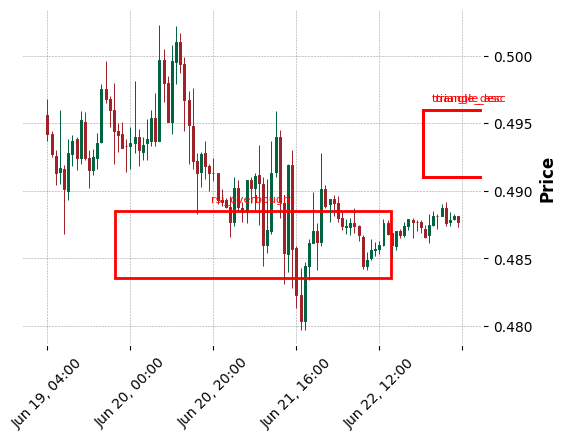 0.500
0.495
0.490
0.485
0.480
Price
rsi_overbought
Jun 19, 04:00
Jun 20, 00:00
Jun 20, 20:00
Jun 21, 16:00
Jun 22, 12:00